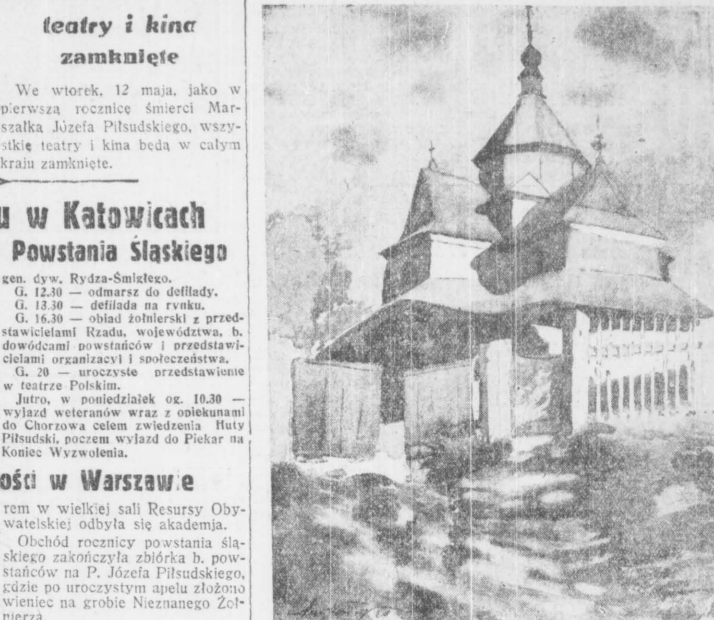 teatry i kina
zamknięte
We wtorek, 12 maja, jako w
pierwszą rocznicę śmierci Mar-
szałka Józefa Piłsudskiego, wszy-
stkie teatry i kina będą w całym
kraju zamknięte.
u w Katowicach
Powstania Śląskiego
gen. dyw. Rydza-Śmigłego.
G. 12.30 — odmarsz do defilady.
G. 13.30 — defilada na rynku.
G. 16.30 — obiad żołnierski z przed-
stawicielami Rządu, województwa, b.
dowódcami powstańców i przedstawi-
cielami organizacyj i społeczeństwa.
G. 20 — uroczyste przedstawienie
w teatrze Polskim.
Jutro, w poniedziałek og. 10.30 —
wyjazd weteranów wraz z opiekunami
do Chorzowa celem zwiedzenia Huty
Piłsudski, poczem wyjazd do Piekar na
Koniec Wyzwolenia.
ości w Warszawie
rem w wielkiej sali Resursy Oby-
watelskiej odbyła się akademja.
Obchód rocznicy powstania ślą-
skiego zakończyła zbiórka b. pow-
stańców na P. Józefa Piłsudskiego,
gdzie po uroczystym apelu złożono
wieniec na grobie Nieznanego Żoł-
nierza